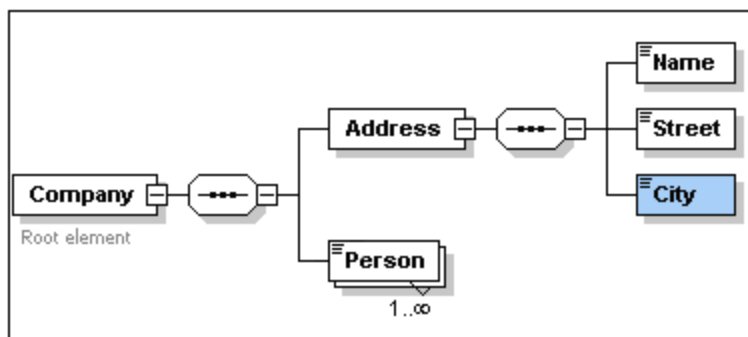 Company
Root element
Address
Name
Street
City
Person
1..∞